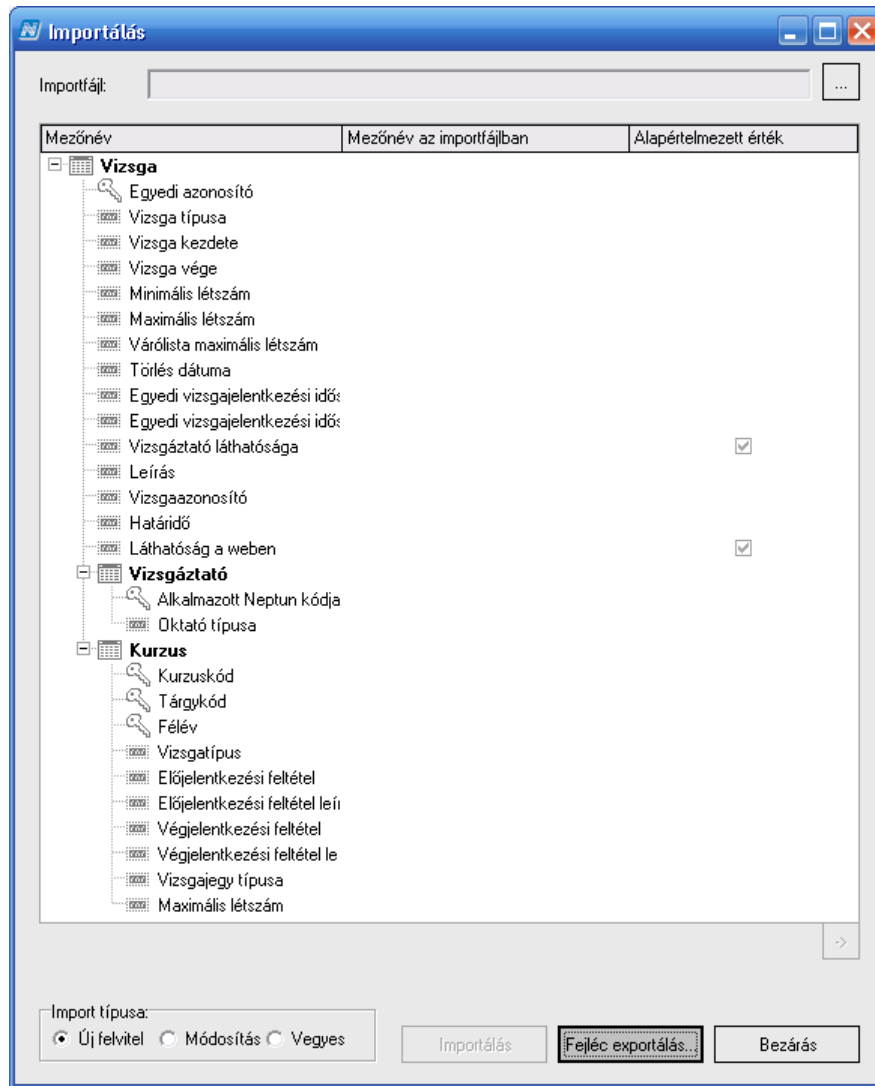 Importálás
Importfájl:
...
Mezőnév Mezőnév az importfájlban Alapértelmezett érték
Vizsga
Egyedi azonosító
Vizsga típusa
Vizsga kezdete
Vizsga vége
Minimális létszám
Maximális létszám
Várólista maximális létszám
Törlés dátuma
Egyedi vizsgajelentkezési idős
Egyedi vizsgajelentkezési idős
Vizsgáztató láthatósága
Leírás
Vizsgaazonosító
Határidő
Láthatóság a weben
Vizsgáztató
Alkalmazott Neptun kódja
Oktató típusa
Kurzus
Kurzuskód
Tárgykód
Félév
Vizsgatípus
Előjelentkezési feltétel
Előjelentkezési feltétel leír
Végjelentkezési feltétel
Végjelentkezési feltétel le
Vizsgajegy típusa
Maximális létszám
->
Import típusa:
Új felvitel Módosítás Vegyes
Importálás Fejléc exportálás... Bezárás